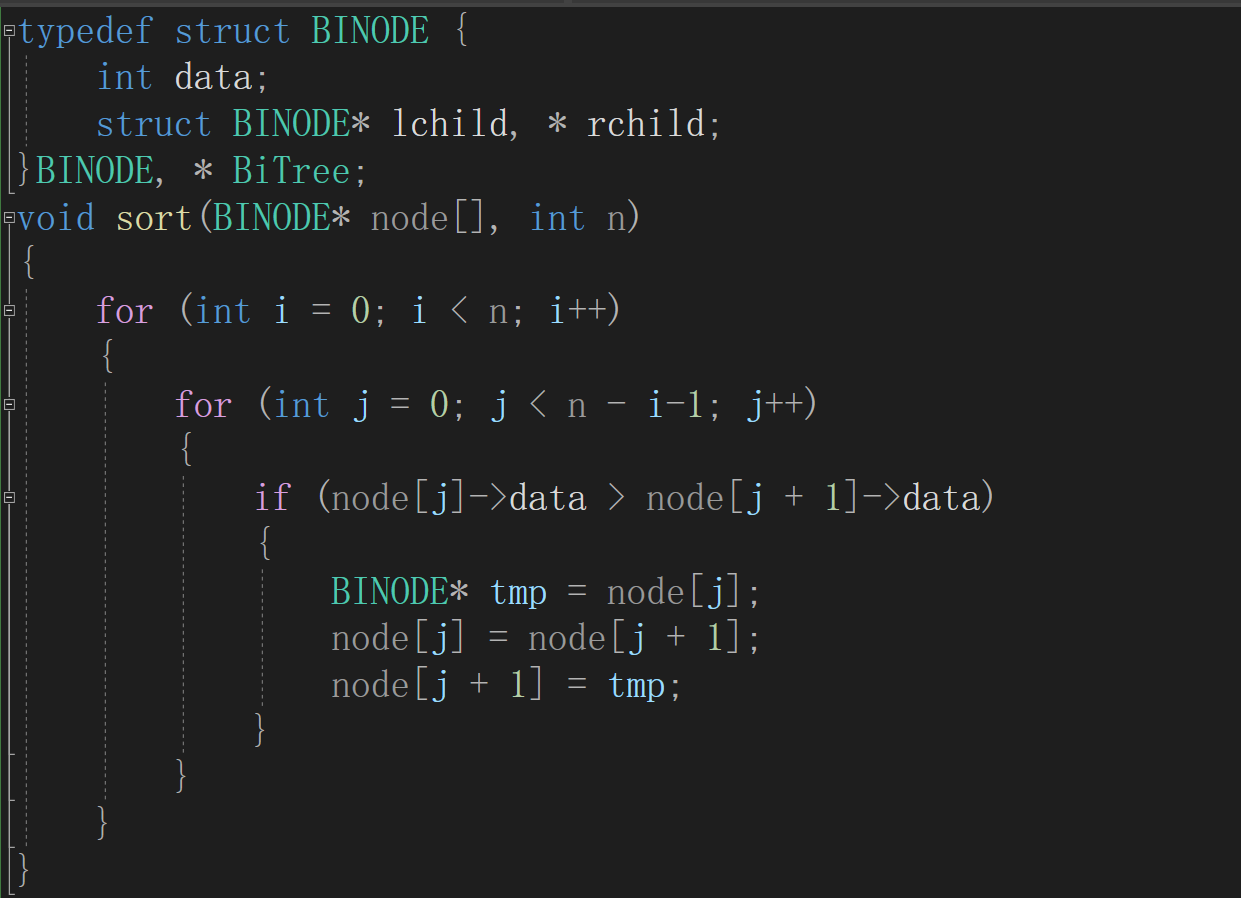 typedef struct BINODE {
    int data;
    struct BINODE* lchild, * rchild;
}BINODE, * BiTree;
void sort(BINODE* node[], int n)
{
    for (int i = 0; i < n; i++)
    {
        for (int j = 0; j < n - i-1; j++)
        {
            if (node[j]->data > node[j + 1]->data)
            {
                BINODE* tmp = node[j];
                node[j] = node[j + 1];
                node[j + 1] = tmp;
            }
        }
    }
}